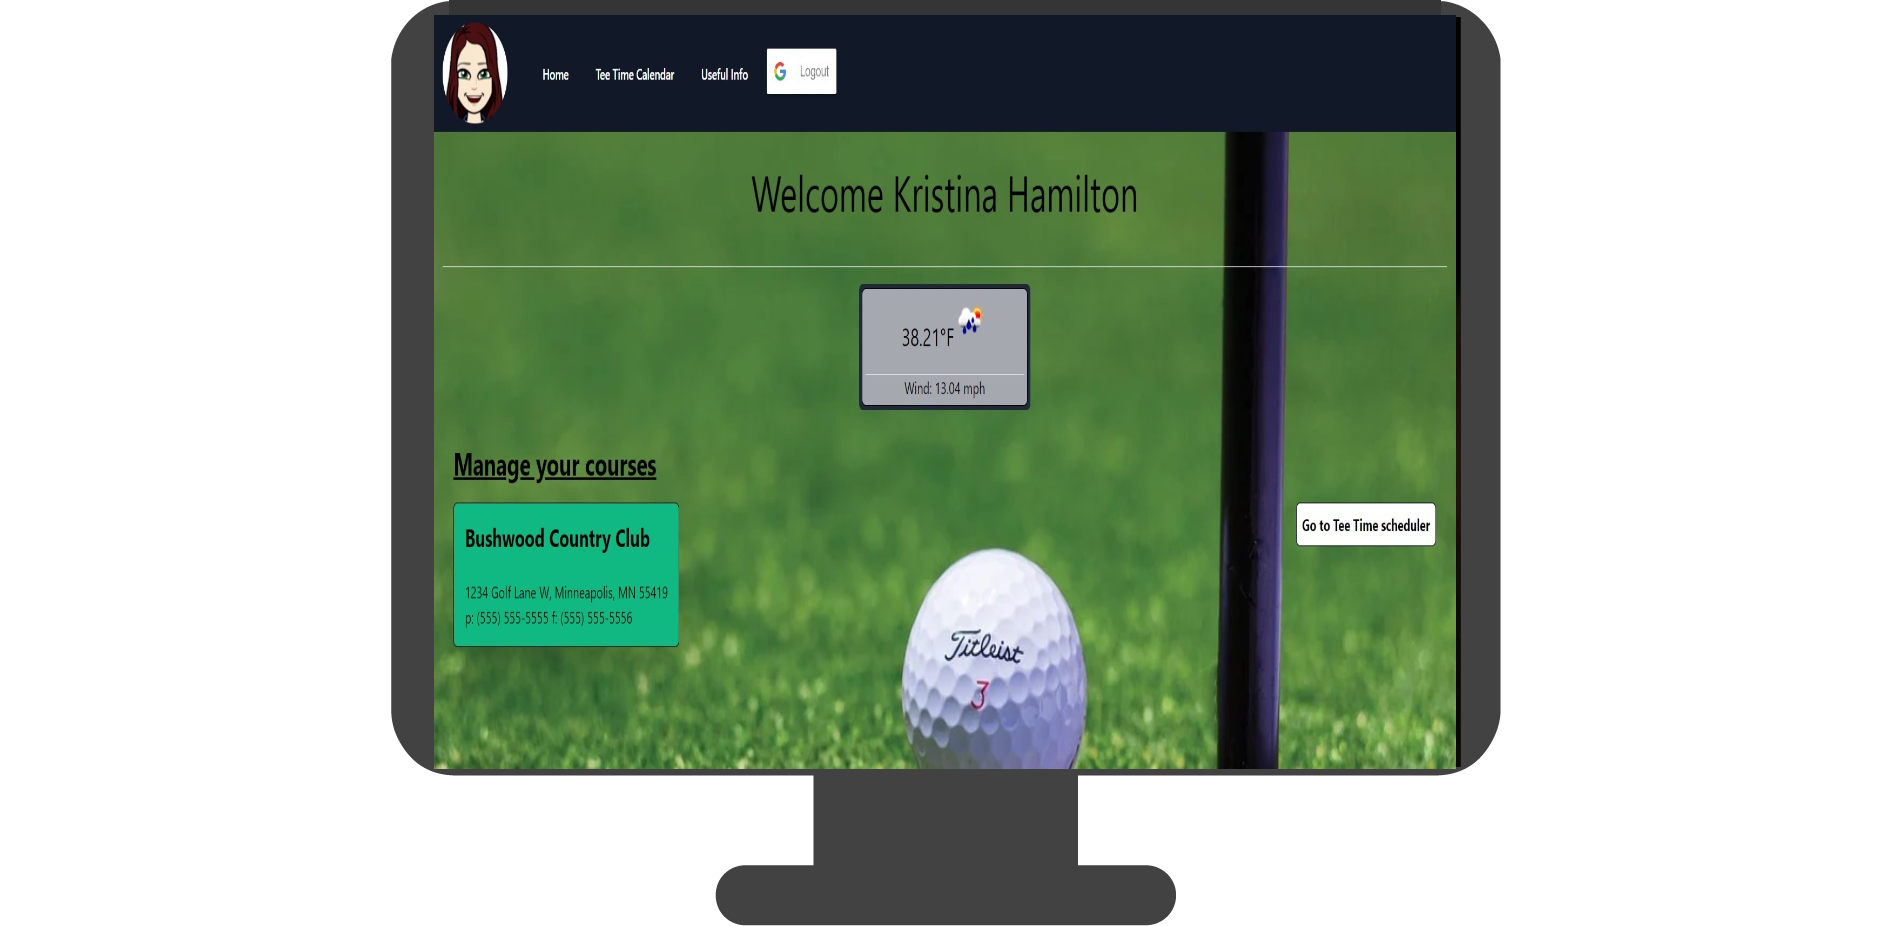 Home Tee Time Calendar Useful Info G Logout
Welcome Kristina Hamilton
38.21°F
Wind: 13.04 mph
Manage your courses
Bushwood Country Club
Go to Tee Time scheduler
1234 Golf Lane W, Minneapolis, MN 55419
p: (555) 555-5555 f: (555) 555-5556
Titleist
3